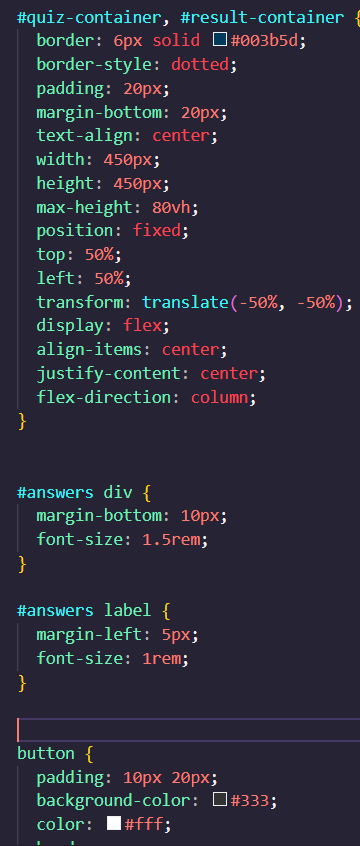 #quiz-container, #result-container {
border: 6px solid #003b5d;
border-style: dotted;
padding: 20px;
margin-bottom: 20px;
text-align: center;
width: 450px;
height: 450px;
max-height: 80vh;
position: fixed;
top: 50%;
left: 50%;
transform: translate(-50%, -50%);
display: flex;
align-items: center;
justify-content: center;
flex-direction: column;
}
#answers div {
margin-bottom: 10px;
font-size: 1.5rem;
}
#answers label {
margin-left: 5px;
font-size: 1rem;
}
button {
padding: 10px 20px;
background-color: #333;
color: #fff;